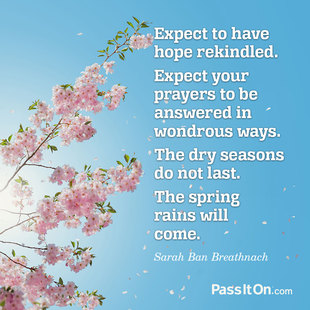 Expect to have
hope rekindled.
Expect your
prayers to be
answered in
wondrous ways.
The dry seasons
do not last.
The spring
rains will
come.
Sarah Ban Breathnach
PassItOn.com